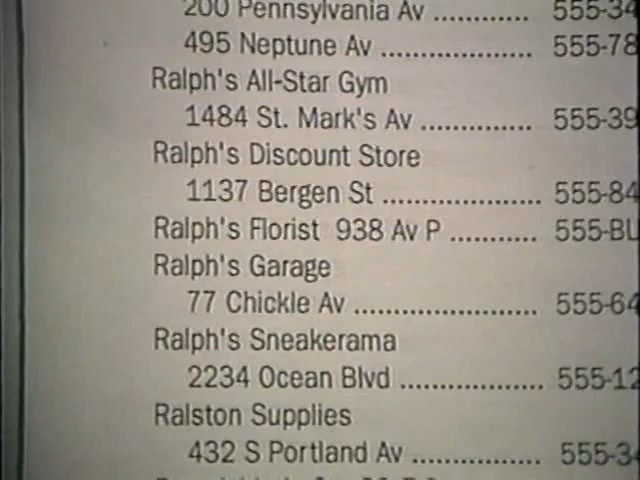 200 Pennsylvania Av ............ 555-34
495 Neptune Av ................... 555-78
Ralph's All-Star Gym
1484 St. Mark's Av .............. 555-39
Ralph's Discount Store
1137 Bergen St .................... 555-84
Ralph's Florist 938 Av P ........... 555-BU
Ralph's Garage
77 Chickle Av ....................... 555-64
Ralph's Sneakerama
2234 Ocean Blvd .................. 555-12
Ralston Supplies
432 S Portland Av ................ 555-34